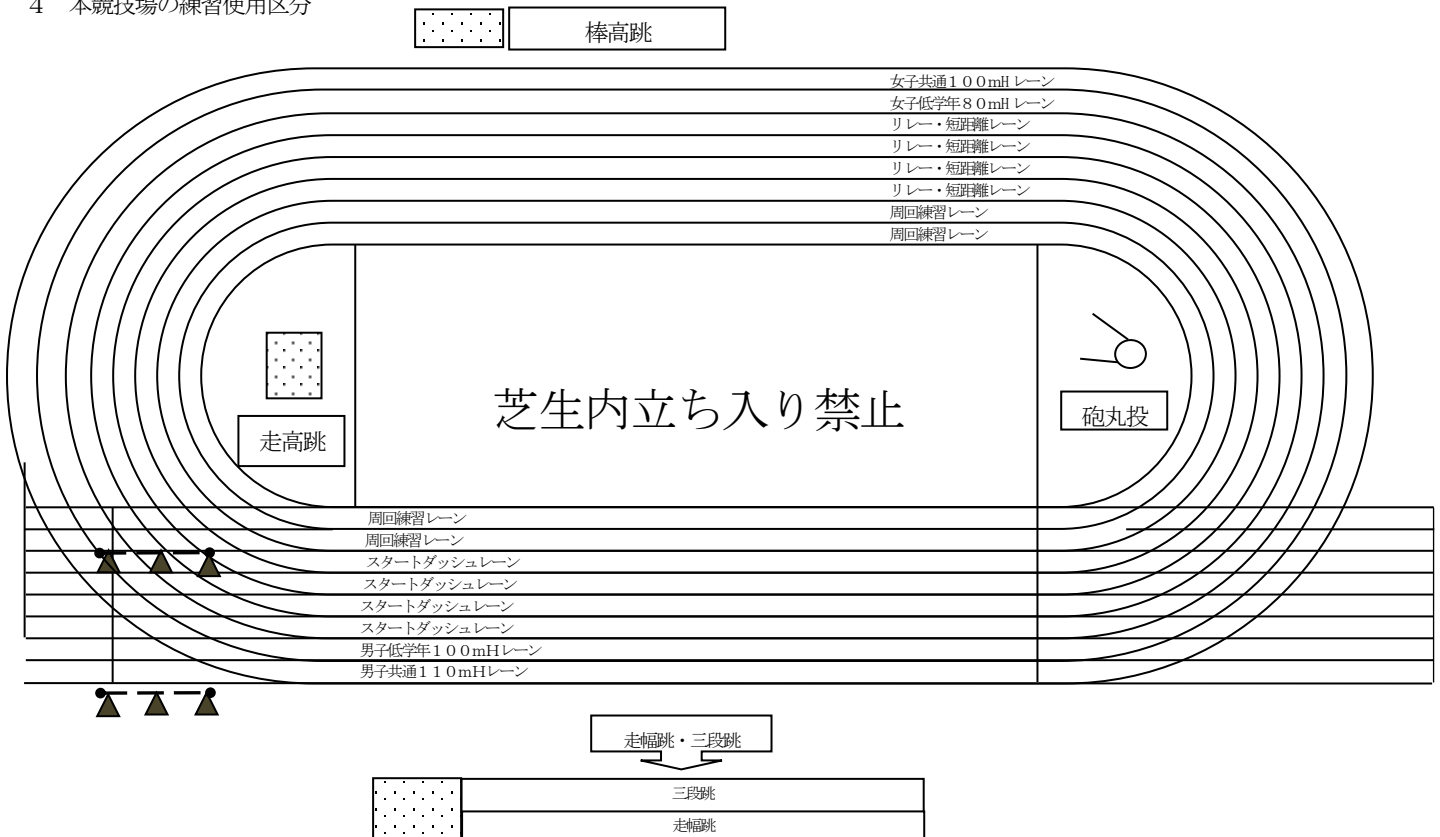 ４　本競技場の練習使用区分
棒高跳
女子共通１００mHレーン
女子低学年８０mHレーン
リレー・短距離レーン
リレー・短距離レーン
リレー・短距離レーン
リレー・短距離レーン
周回練習レーン
周回練習レーン
芝生内立ち入り禁止
走高跳
砲丸投
周回練習レーン
周回練習レーン
スタートダッシュレーン
スタートダッシュレーン
スタートダッシュレーン
スタートダッシュレーン
男子低学年１００mHレーン
男子共通１１０mHレーン
走幅跳・三段跳
三段跳
走幅跳